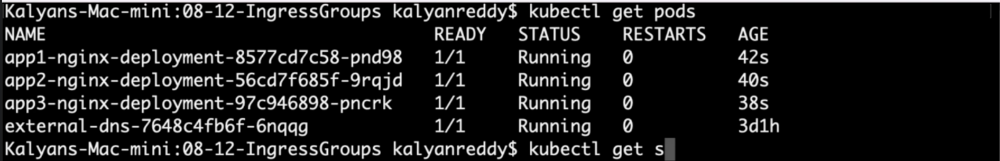 Kalyans-Mac-mini:08-12-IngressGroups kalyanreddy$ kubectl get pods
NAME READY STATUS RESTARTS AGE
app1-nginx-deployment-8577cd7c58-pnd98 1/1 Running 0 42s
app2-nginx-deployment-56cd7f685f-9rqjd 1/1 Running 0 40s
app3-nginx-deployment-97c946898-pncrk 1/1 Running 0 38s
external-dns-7648c4fb6f-6nqqg 1/1 Running 0 3d1h
Kalyans-Mac-mini:08-12-IngressGroups kalyanreddy$ kubectl get s